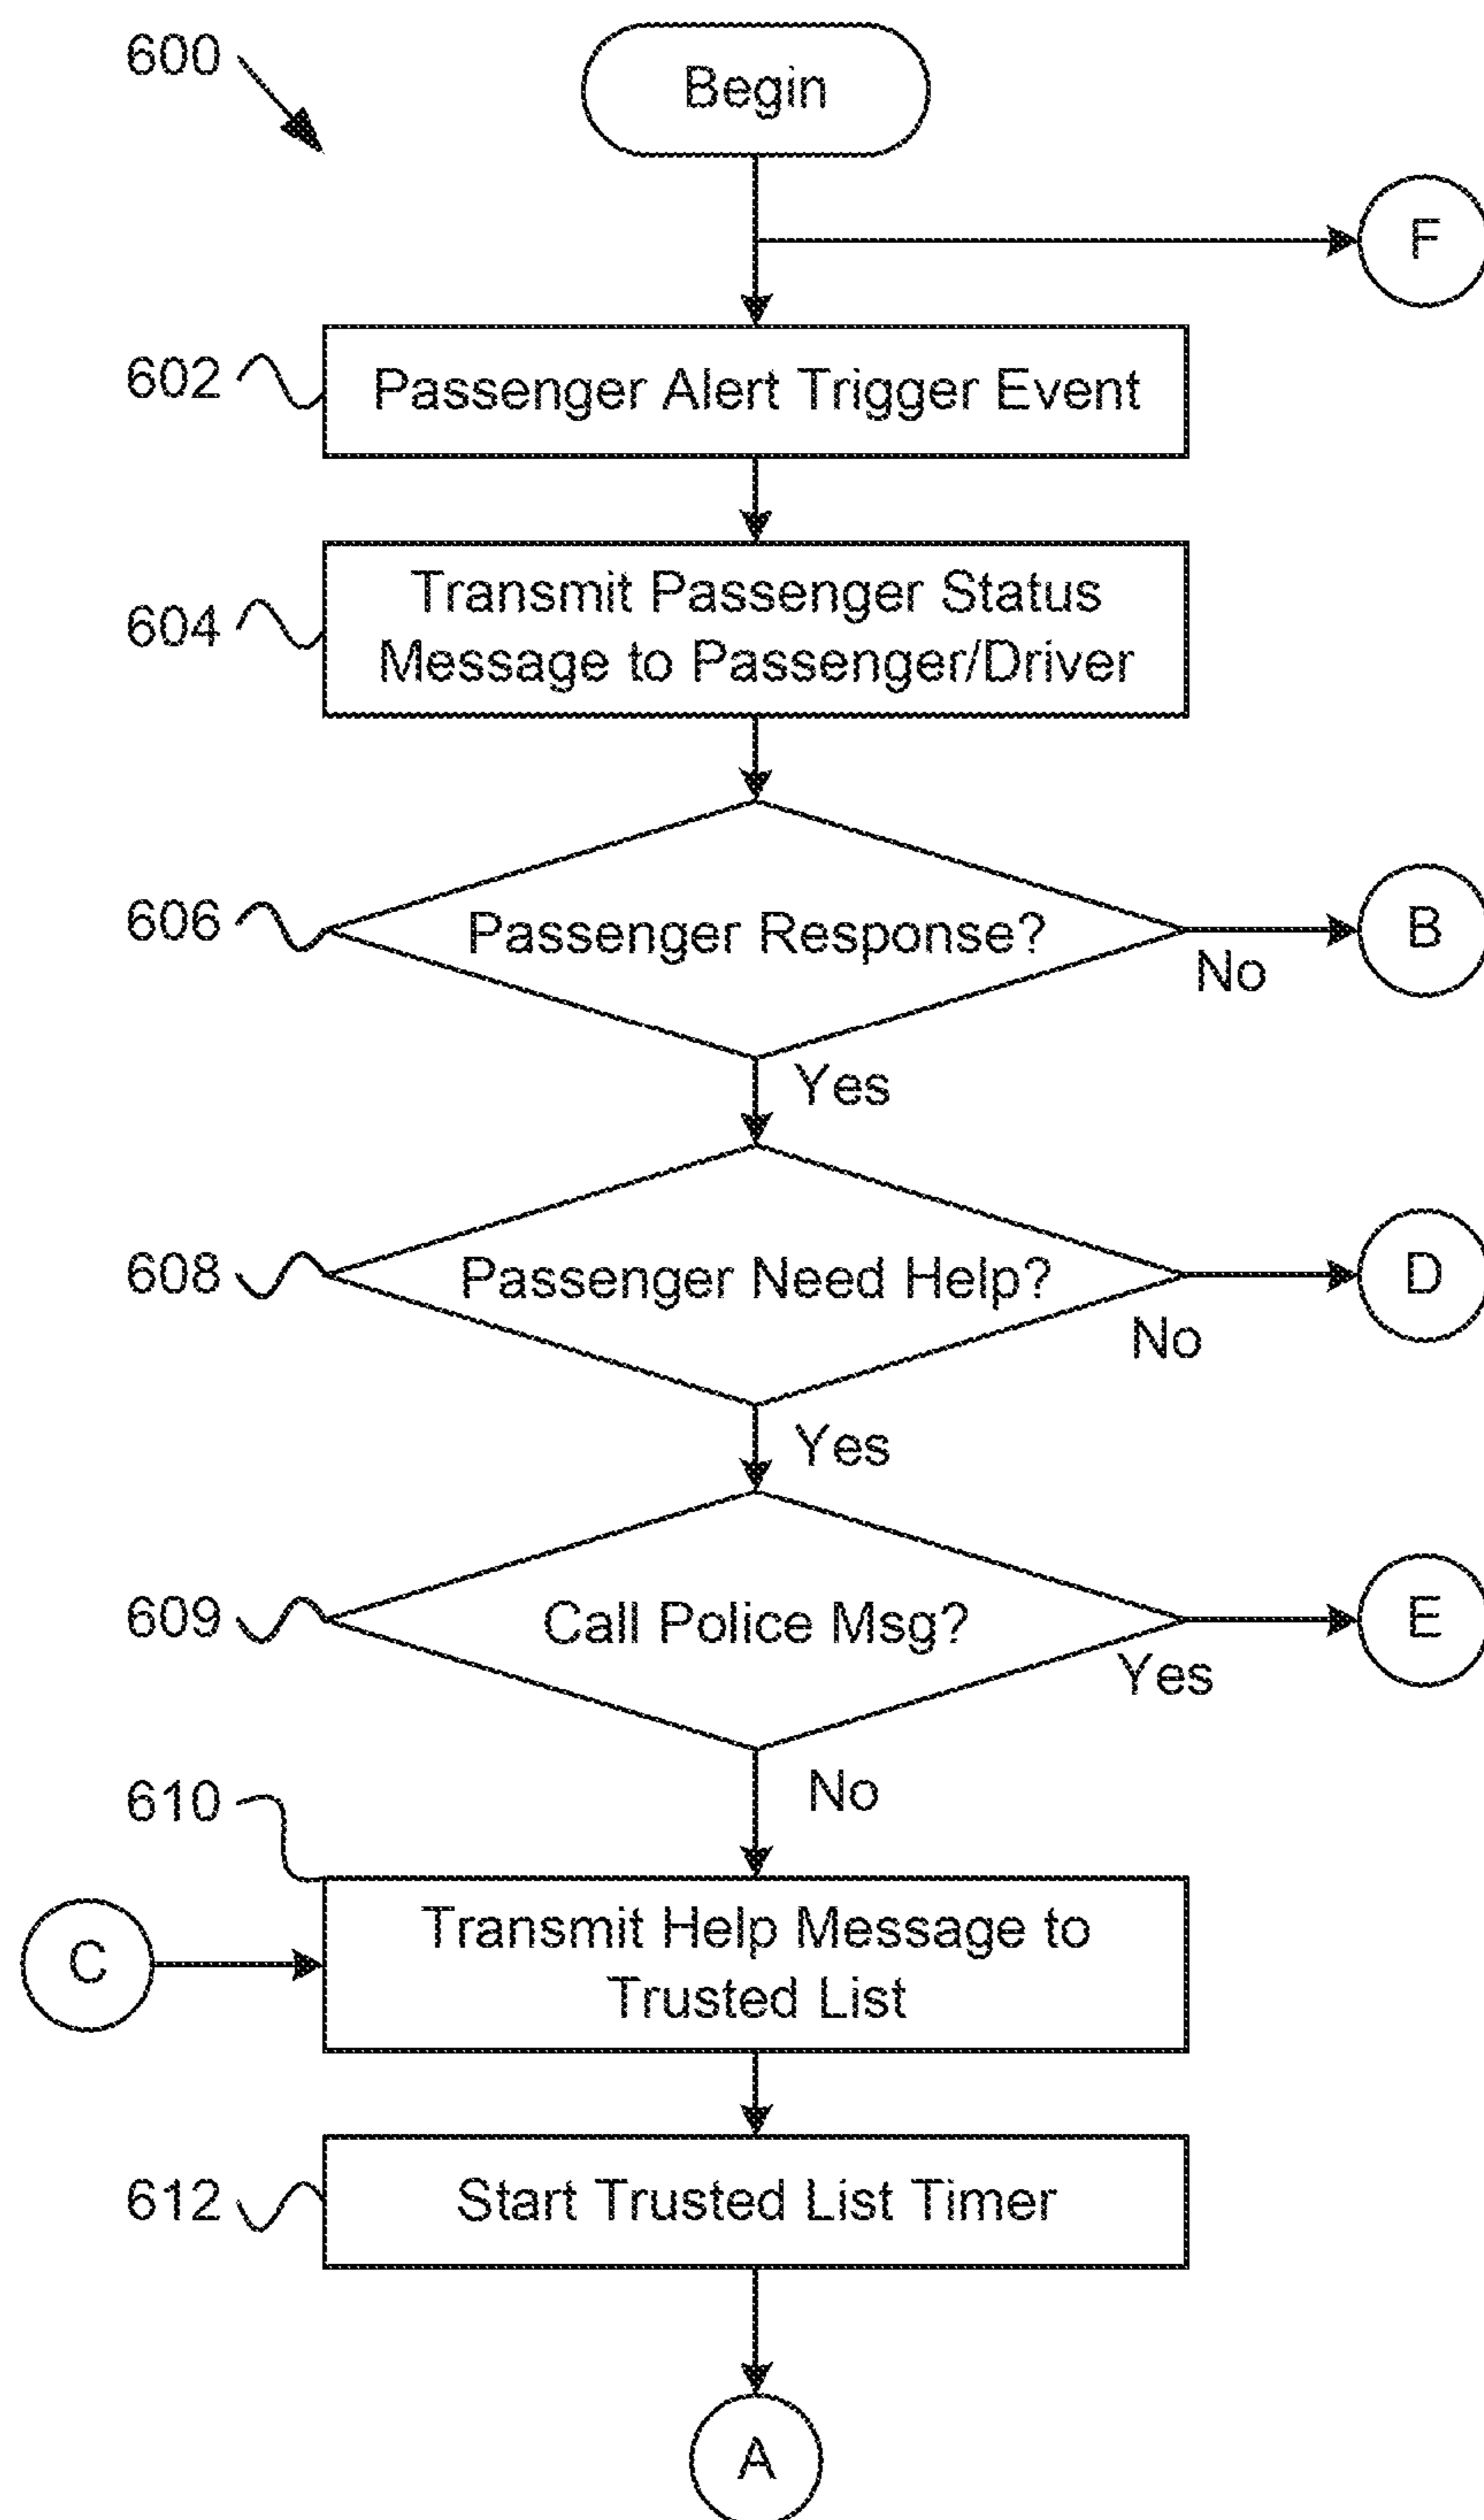 600
Begin
F
602
Passenger Alert Trigger Event
604
Transmit Passenger Status
Message to Passenger/Driver
606
Passenger Response?
B
No
Yes
608
Passenger Need Help?
D
No
Yes
609
Call Police Msg?
E
Yes
No
610
C
Transmit Help Message to
Trusted List
612
Start Trusted List Timer
A